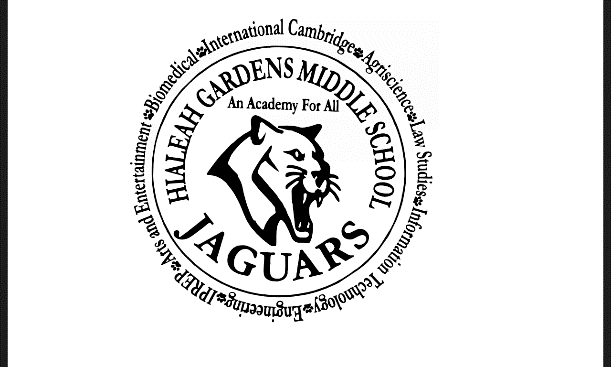 International Cambridge Agriscience Law Studies Information Technology Engineering IPREP Arts and Entertainment Biomedical
HIALEAH GARDENS MIDDLE SCHOOL
An Academy For All
JAGUARS